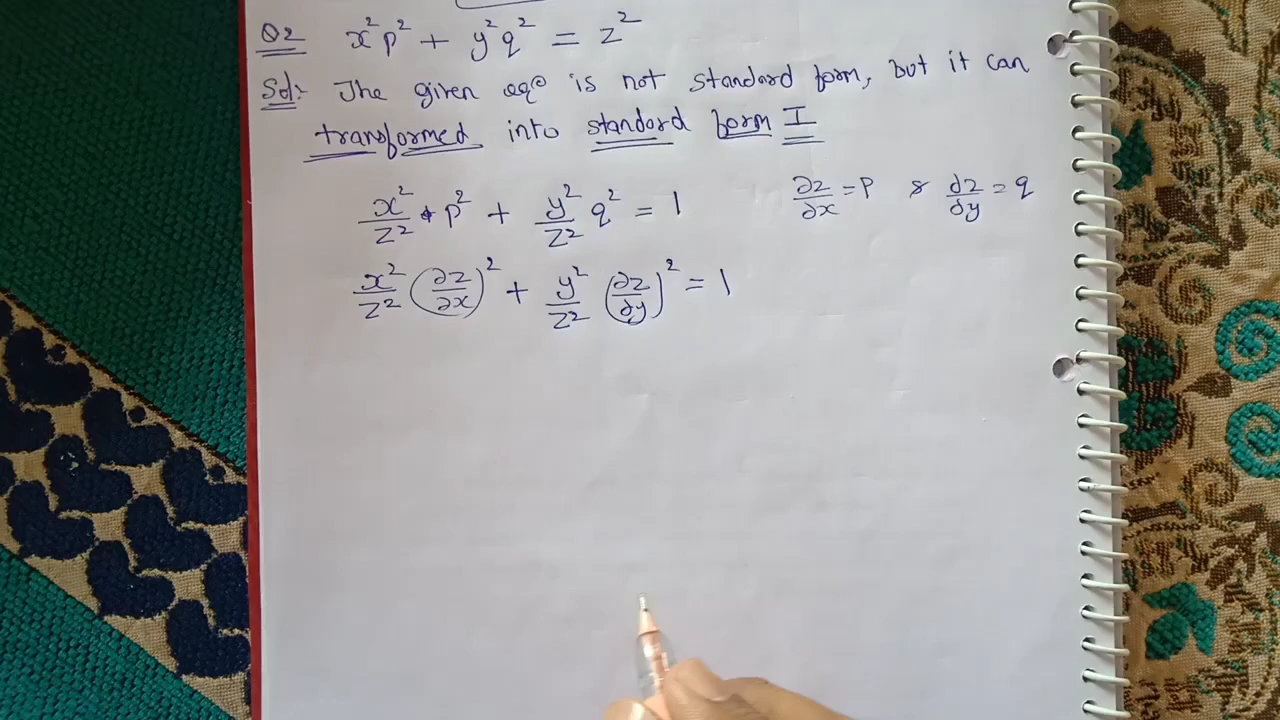 Q2 x²p² + y²q² = z²
Sol: The given eqn is not standard form, but it can
transformed into standard form I
x²/z² * p² + y²/z² q² = 1 ∂z/∂x = p & ∂z/∂y = q
x²/z² (∂z/∂x)² + y²/z² (∂z/∂y)² = 1